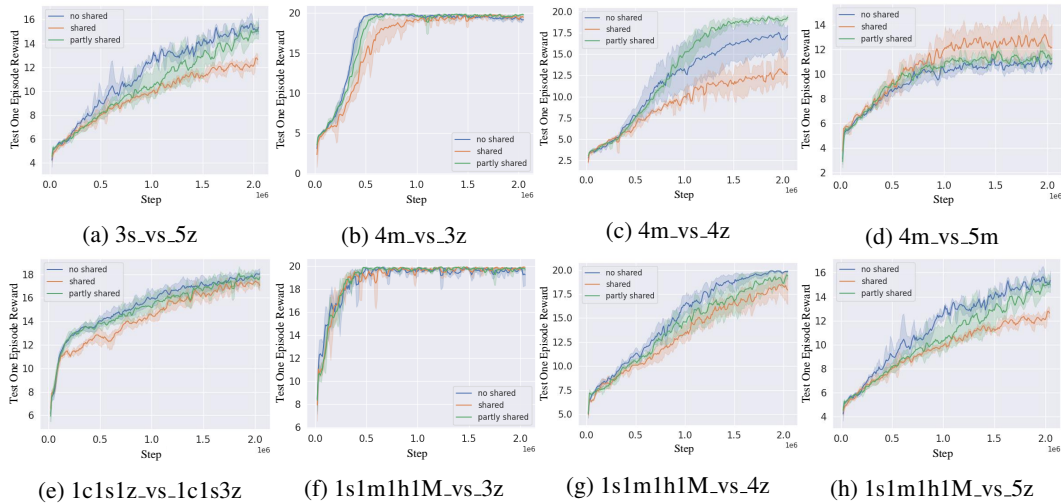 16
14
12
10
8
6
4
no shared
shared
partly shared
Test One Episode Reward
0.0 0.5 1.0 1.5 2.0
1e6
Step
(a) 3s_vs_5z
20.0
17.5
15.0
12.5
10.0
7.5
5.0
2.5
no shared
shared
partly shared
Test One Episode Reward
0.0 0.5 1.0 1.5 2.0
1e6
Step
(b) 4m_vs_3z
20.0
17.5
15.0
12.5
10.0
7.5
5.0
2.5
no shared
shared
partly shared
Test One Episode Reward
0.0 0.5 1.0 1.5 2.0
1e6
Step
(c) 4m_vs_4z
14
12
10
8
6
4
2
no shared
shared
partly shared
Test One Episode Reward
0.0 0.5 1.0 1.5 2.0
1e6
Step
(d) 4m_vs_5m
18
16
14
12
10
8
6
no shared
shared
partly shared
Test One Episode Reward
0.0 0.5 1.0 1.5 2.0
1e6
Step
(e) 1c1s1z_vs_1c1s3z
20
18
16
14
12
10
8
6
no shared
shared
partly shared
Test One Episode Reward
0.0 0.5 1.0 1.5 2.0
1e6
Step
(f) 1s1m1h1M_vs_3z
20.0
17.5
15.0
12.5
10.0
7.5
5.0
no shared
shared
partly shared
Test One Episode Reward
0.0 0.5 1.0 1.5 2.0
1e6
Step
(g) 1s1m1h1M_vs_4z
16
14
12
10
8
6
4
no shared
shared
partly shared
Test One Episode Reward
0.0 0.5 1.0 1.5 2.0
1e6
Step
(h) 1s1m1h1M_vs_5z